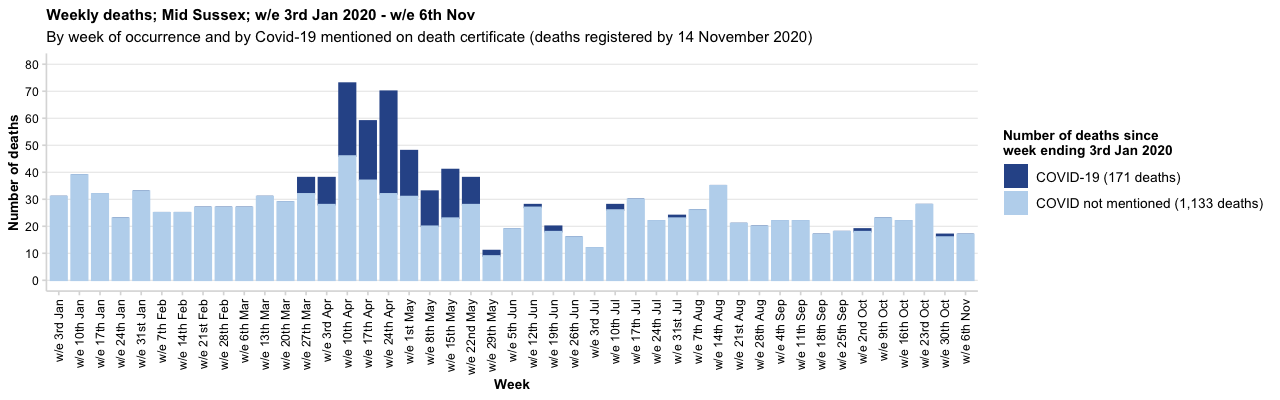 Weekly deaths; Mid Sussex; w/e 3rd Jan 2020 - w/e 6th Nov
By week of occurrence and by Covid-19 mentioned on death certificate (deaths registered by 14 November 2020)
Number of deaths
80
70
60
50
40
30
20
10
0
w/e 3rd Jan
w/e 10th Jan
w/e 17th Jan
w/e 24th Jan
w/e 31st Jan
w/e 7th Feb
w/e 14th Feb
w/e 21st Feb
w/e 28th Feb
w/e 6th Mar
w/e 13th Mar
w/e 20th Mar
w/e 27th Mar
w/e 3rd Apr
w/e 10th Apr
w/e 17th Apr
w/e 24th Apr
w/e 1st May
w/e 8th May
w/e 15th May
w/e 22nd May
w/e 29th May
w/e 5th Jun
w/e 12th Jun
w/e 19th Jun
w/e 26th Jun
w/e 3rd Jul
w/e 10th Jul
w/e 17th Jul
w/e 24th Jul
w/e 31st Jul
w/e 7th Aug
w/e 14th Aug
w/e 21st Aug
w/e 28th Aug
w/e 4th Sep
w/e 11th Sep
w/e 18th Sep
w/e 25th Sep
w/e 2nd Oct
w/e 9th Oct
w/e 16th Oct
w/e 23rd Oct
w/e 30th Oct
w/e 6th Nov
Week
Number of deaths since
week ending 3rd Jan 2020
COVID-19 (171 deaths)
COVID not mentioned (1,133 deaths)